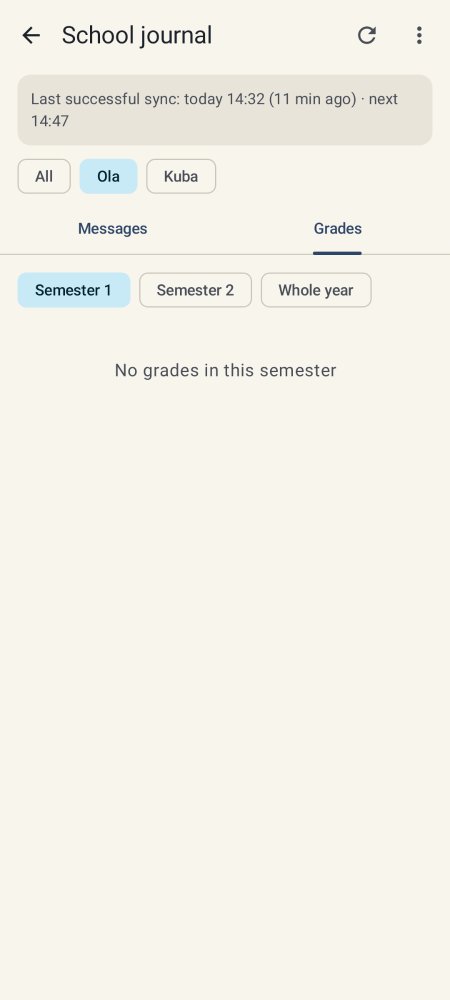 School journal
Last successful sync: today 14:32 (11 min ago) · next
14:47
All Ola Kuba
Messages Grades
Semester 1 Semester 2 Whole year
No grades in this semester